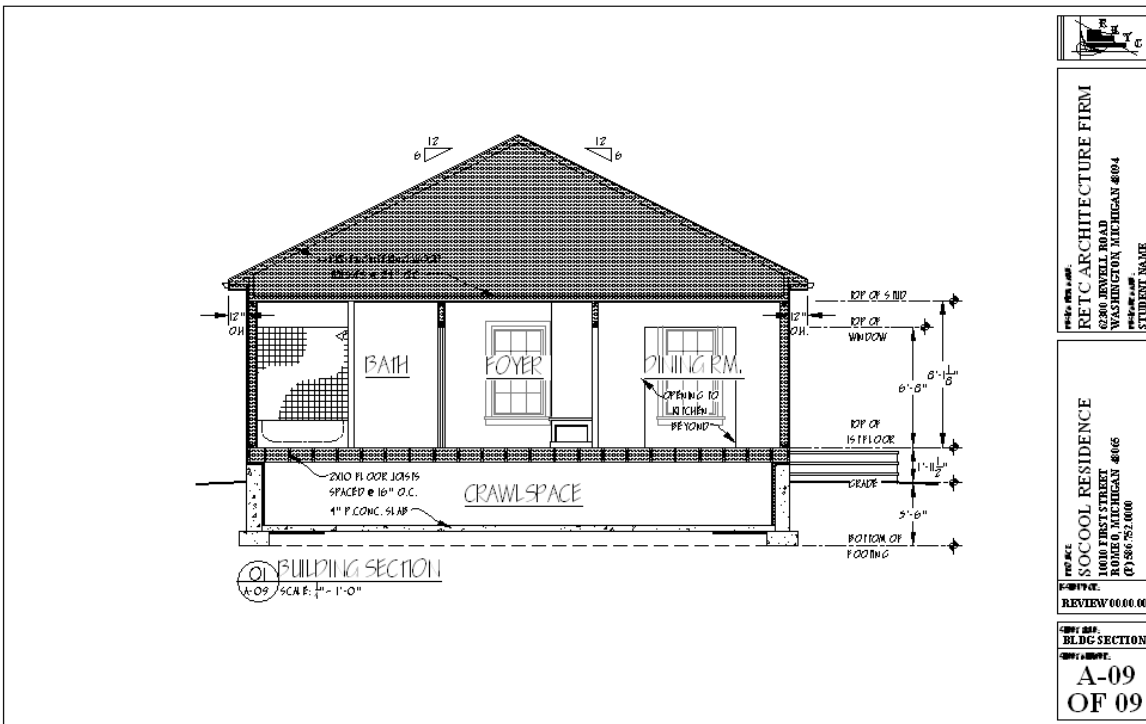 12
6
12
6
12"
O.H.
12"
O.H.
TOP OF STUD
TOP OF
WINDOW
8'-1 1/8"
6'-8"
BATH
FOYER
DINING RM.
OPENING TO
KITCHEN
BEYOND
TOP OF
1ST FLOOR
1'-11 1/2"
GRADE
2X10 FLOOR JOISTS
SPACED @ 16" O.C.
4" P. CONC. SLAB
CRAWLSPACE
3'-6"
BOTTOM OF
FOOTING
01
A-09
BUILDING SECTION
SCALE: 1/4" = 1'-0"
R E T C
RETC ARCHITECTURE FIRM
62300 JEWELL ROAD
WASHINGTON, MICHIGAN 48094
STUDENT NAME
PROJECT:
SOCOOL RESIDENCE
10010 FIRST STREET
ROMEO, MICHIGAN 48065
(P) 586.752.0000
REVIEW 00.00.00
BLDG SECTION
A-09
OF 09